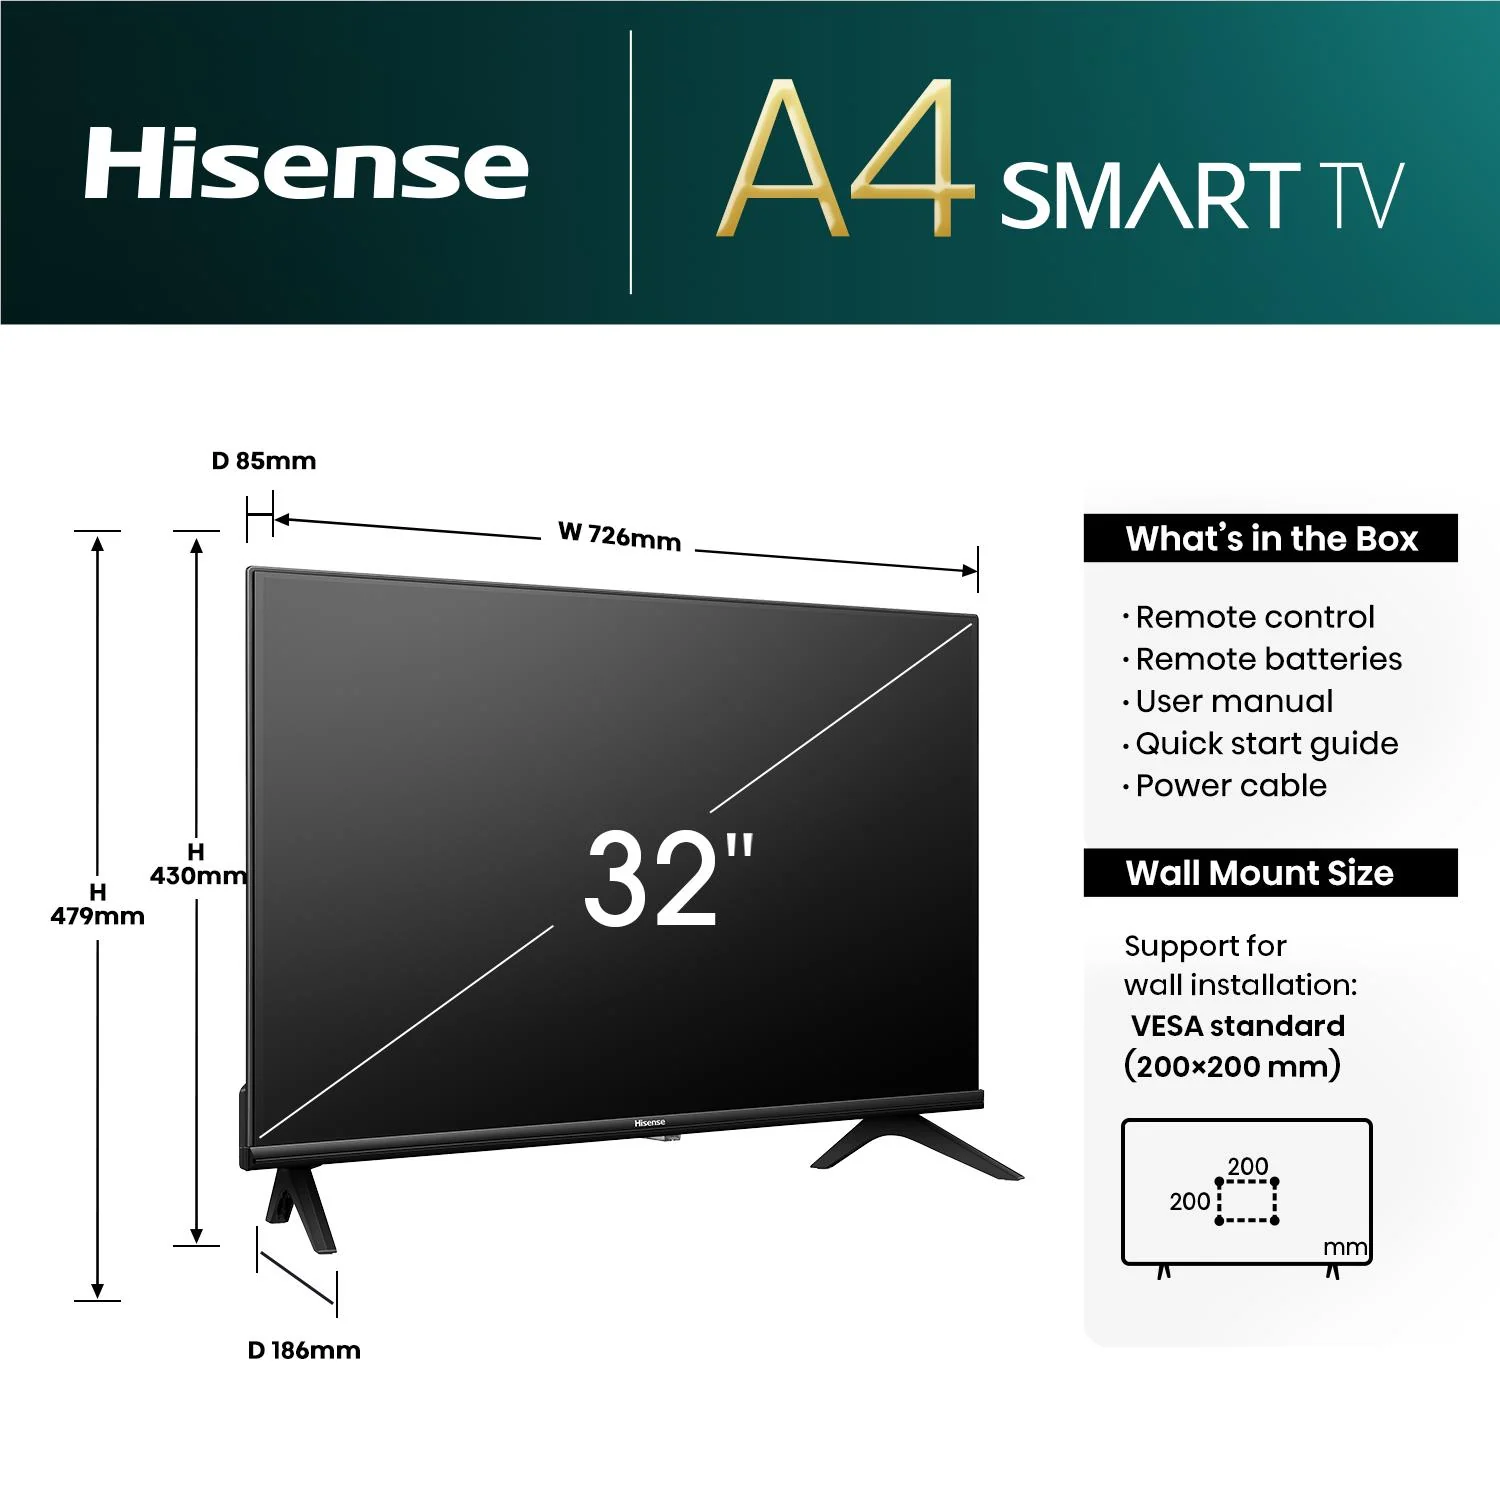 Hisense
A4 SMART TV
D 85mm
W 726mm
H
430mm
H
479mm
32"
Hisense
D 186mm
What's in the Box
· Remote control
· Remote batteries
· User manual
· Quick start guide
· Power cable
Wall Mount Size
Support for
wall installation:
VESA standard
(200×200 mm)
200
200
mm